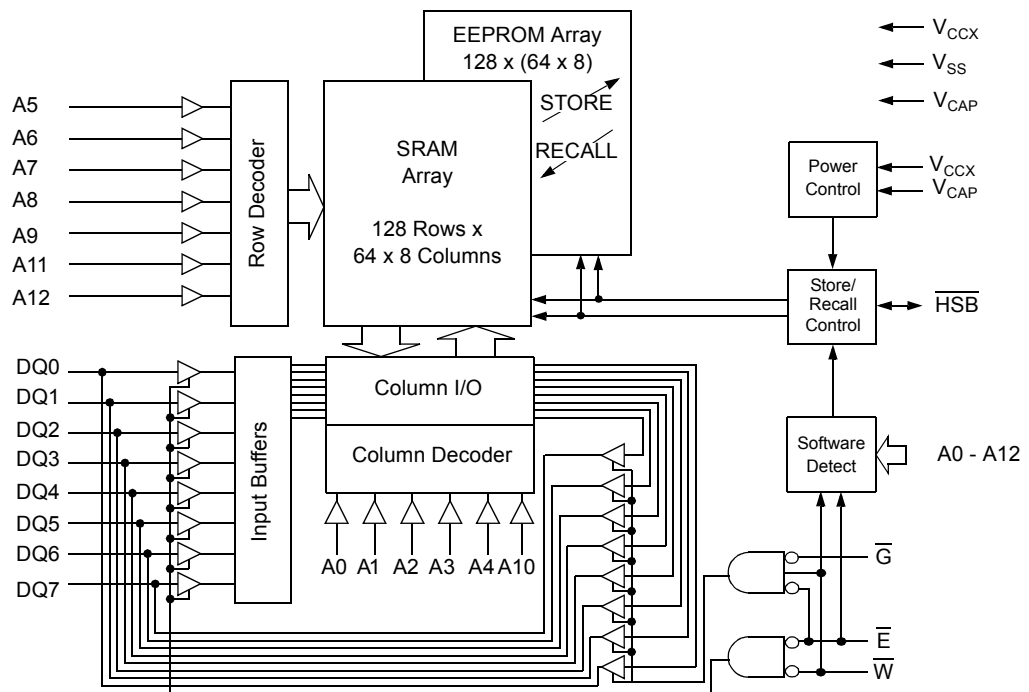 EEPROM Array
128 x (64 x 8)
STORE
RECALL
SRAM
Array
128 Rows x
64 x 8 Columns
Row Decoder
A5
A6
A7
A8
A9
A11
A12
V_CCX
V_SS
V_CAP
Power
Control
V_CCX
V_CAP
Store/
Recall
Control
HSB
DQ0
DQ1
DQ2
DQ3
DQ4
DQ5
DQ6
DQ7
Input Buffers
Column I/O
Column Decoder
A0 A1 A2 A3 A4 A10
Software
Detect
A0 - A12
G
E
W